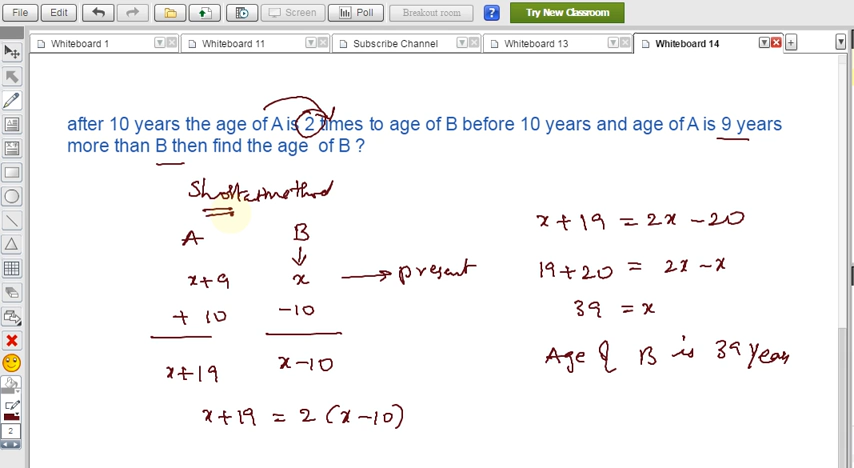 File Edit Screen Poll Breakout room ? Try New Classroom
Whiteboard 1 Whiteboard 11 Subscribe Channel Whiteboard 13 Whiteboard 14
after 10 years the age of A is 2 times to age of B before 10 years and age of A is 9 years
more than B then find the age of B ?
method
A B
x+9 x → present
+ 10 -10
x+19 x-10
x+19 = 2 (x-10)
x+19 = 2x-20
19+20 = 2x-x
39 = x
Age of B is 39 years
2